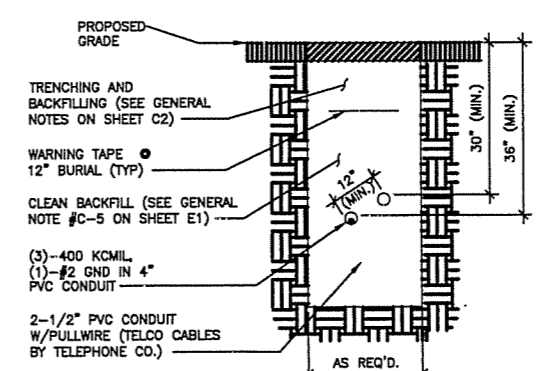 PROPOSED
GRADE
TRENCHING AND
BACKFILLING (SEE GENERAL
NOTES ON SHEET C2)
WARNING TAPE @
12" BURIAL (TYP)
CLEAN BACKFILL (SEE GENERAL
NOTE #C-5 ON SHEET E1)
(3)-400 KCMIL,
(1)-#2 GND IN 4"
PVC CONDUIT
2-1/2" PVC CONDUIT
W/PULLWIRE (TELCO CABLES
BY TELEPHONE CO.)
12"
(MIN.)
30" (MIN.)
36" (MIN.)
AS REQ'D.